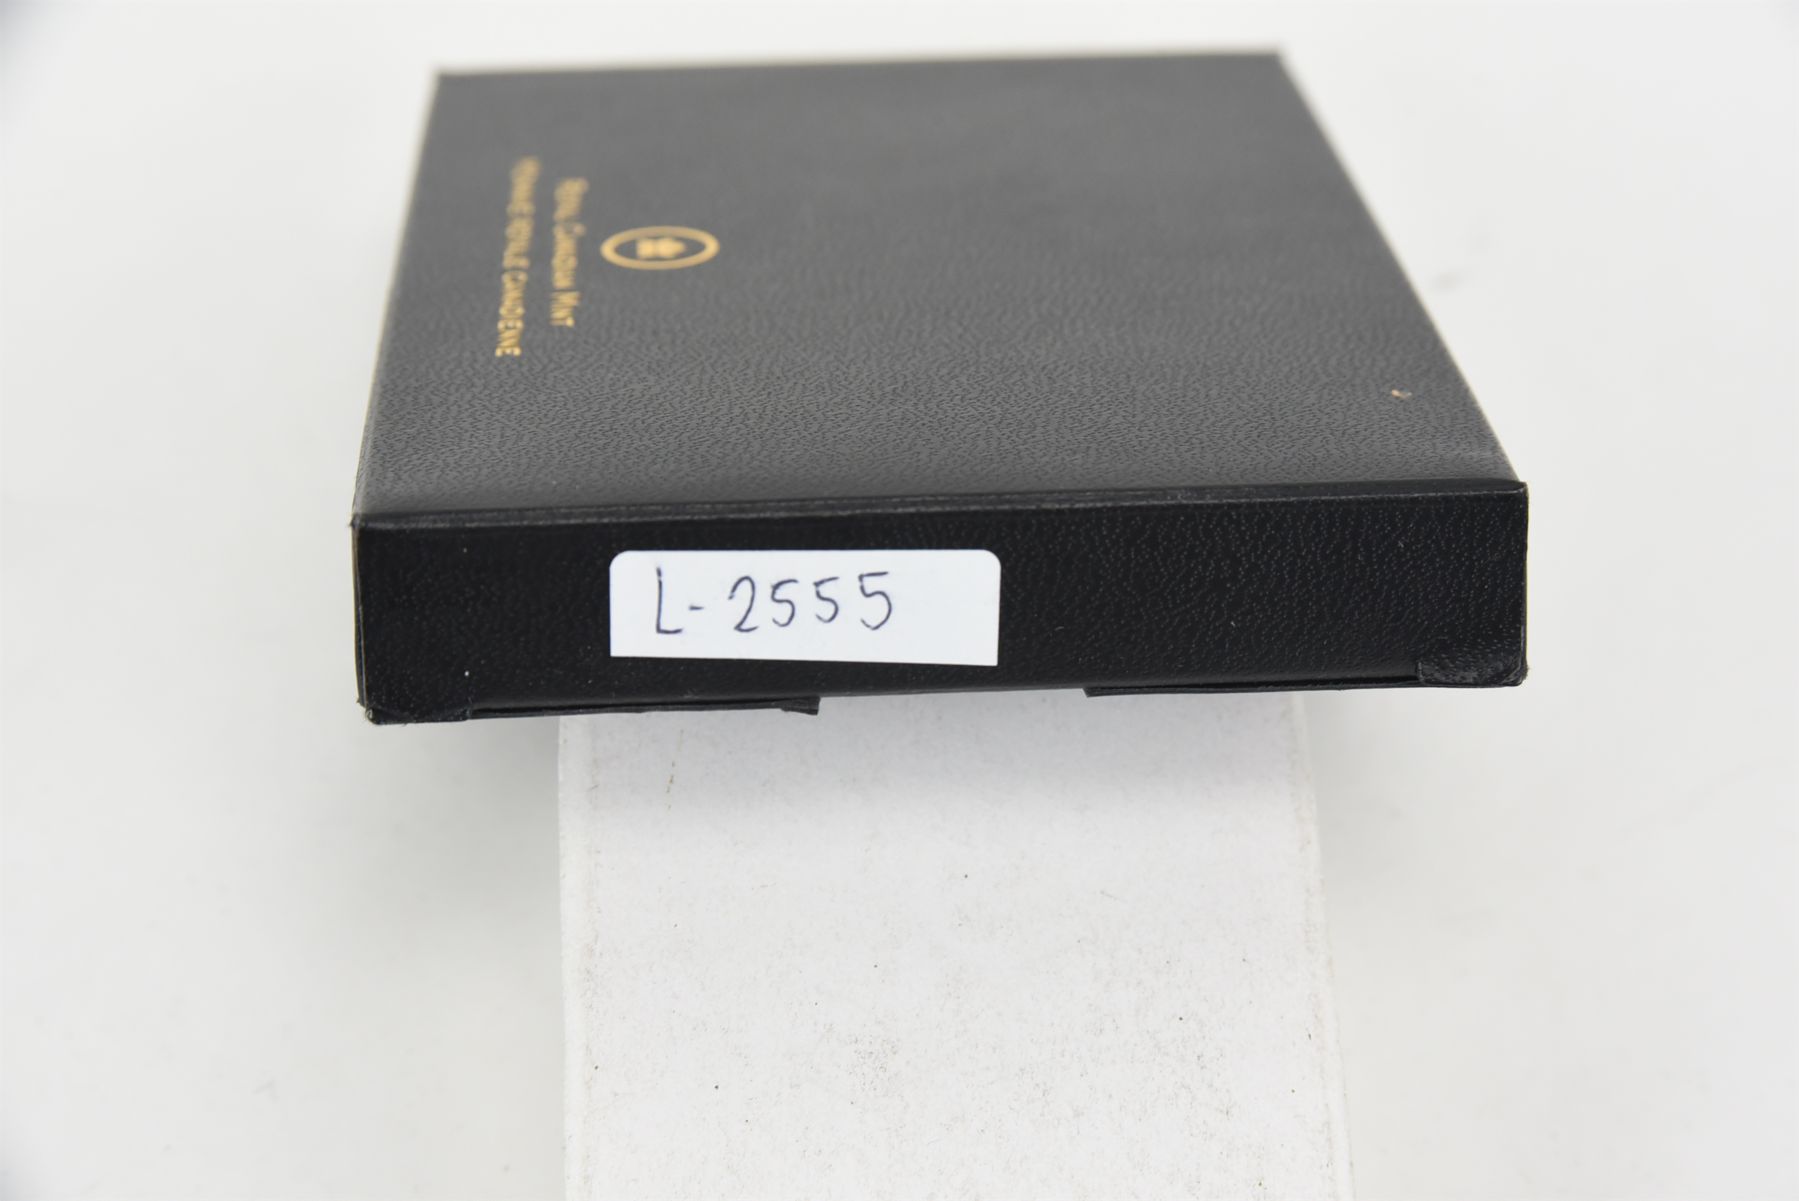 Royal Canadian Mint
Monnaie royale canadienne
L-2555